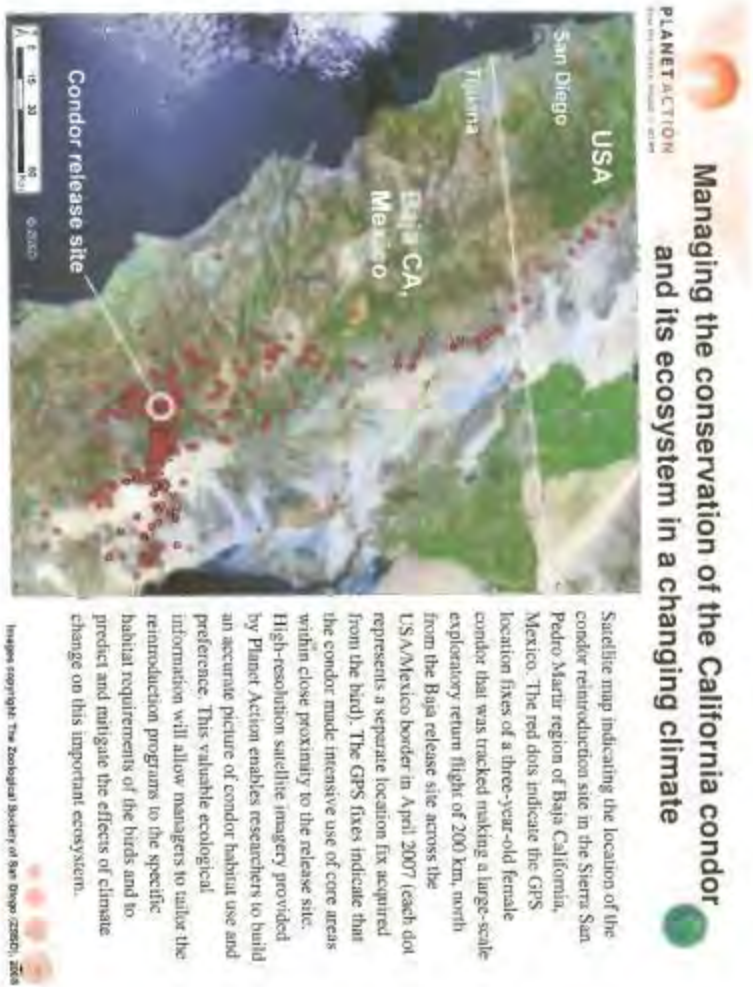 Managing the conservation of the California condor
and its ecosystem in a changing climate
PLANET ACTION
USA
San Diego
Tijuana
Baja CA,
Mexico
Condor release site
Satellite map indicating the location of the
condor reintroduction site in the Sierra San
Pedro Martir region of Baja California,
Mexico. The red dots indicate the GPS
location fixes of a three-year-old female
condor that was tracked making a large-scale
exploratory return flight of 200 km, north
from the Baja release site across the
USA/Mexico border in April 2007 (each dot
represents a separate location fix acquired
from the bird). The GPS fixes indicate that
the condor made intensive use of core areas
within close proximity to the release site.
High-resolution satellite imagery provided
by Planet Action enables researchers to build
an accurate picture of condor habitat use and
preference. This valuable ecological
information will allow managers to tailor the
reintroduction programs to the specific
habitat requirements of the birds and to
predict and mitigate the effects of climate
change on this important ecosystem.
Images copyright: The Zoological Society of San Diego (ZSSD), 2008